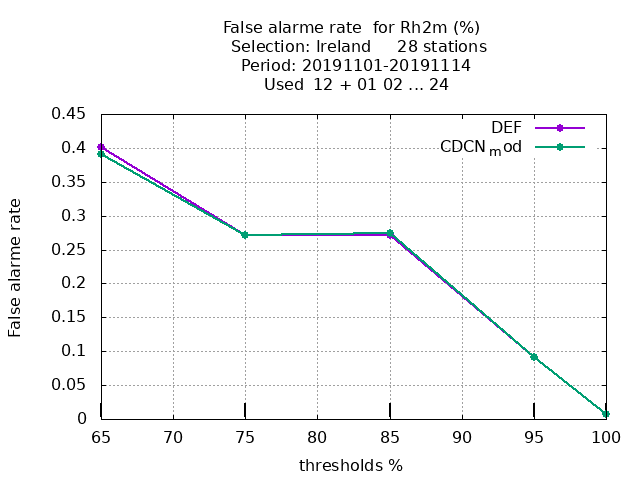 False alarme rate  for Rh2m (%)
Selection: Ireland     28 stations
Period: 20191101-20191114
Used  12 + 01 02 ... 24
0.45
0.4
0.35
0.3
0.25
0.2
0.15
0.1
0.05
0
False alarme rate
DEF
CDCNmod
65 70 75 80 85 90 95 100
thresholds %